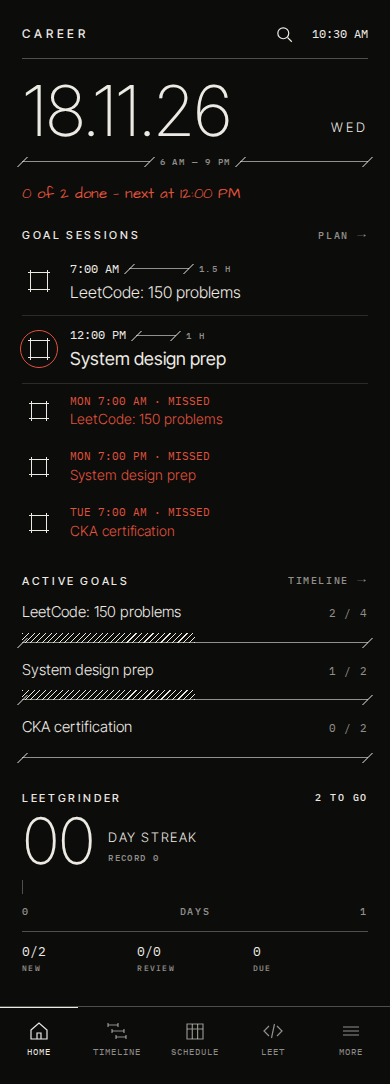 CAREER 10:30 AM
18.11.26 WED
6 AM — 9 PM
0 of 2 done – next at 12:00 PM
GOAL SESSIONS PLAN →
7:00 AM 1.5 H
LeetCode: 150 problems
12:00 PM 1 H
System design prep
MON 7:00 AM · MISSED
LeetCode: 150 problems
MON 7:00 PM · MISSED
System design prep
TUE 7:00 AM · MISSED
CKA certification
ACTIVE GOALS TIMELINE →
LeetCode: 150 problems 2 / 4
System design prep 1 / 2
CKA certification 0 / 2
LEETGRINDER 2 TO GO
00 DAY STREAK
RECORD 0
0 DAYS 1
0/2 0/0 0
NEW REVIEW DUE
HOME TIMELINE SCHEDULE LEET MORE